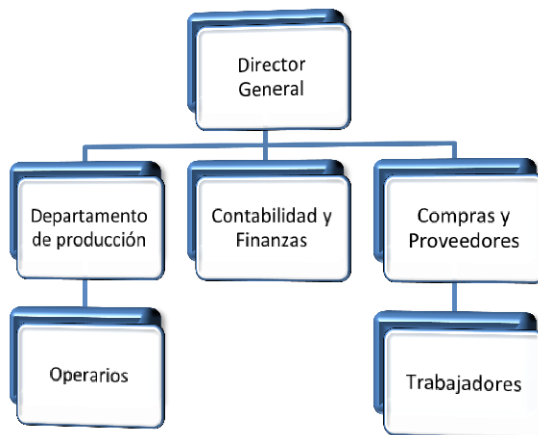 Director
General
Departamento
de producción
Contabilidad y
Finanzas
Compras y
Proveedores
Operarios
Trabajadores